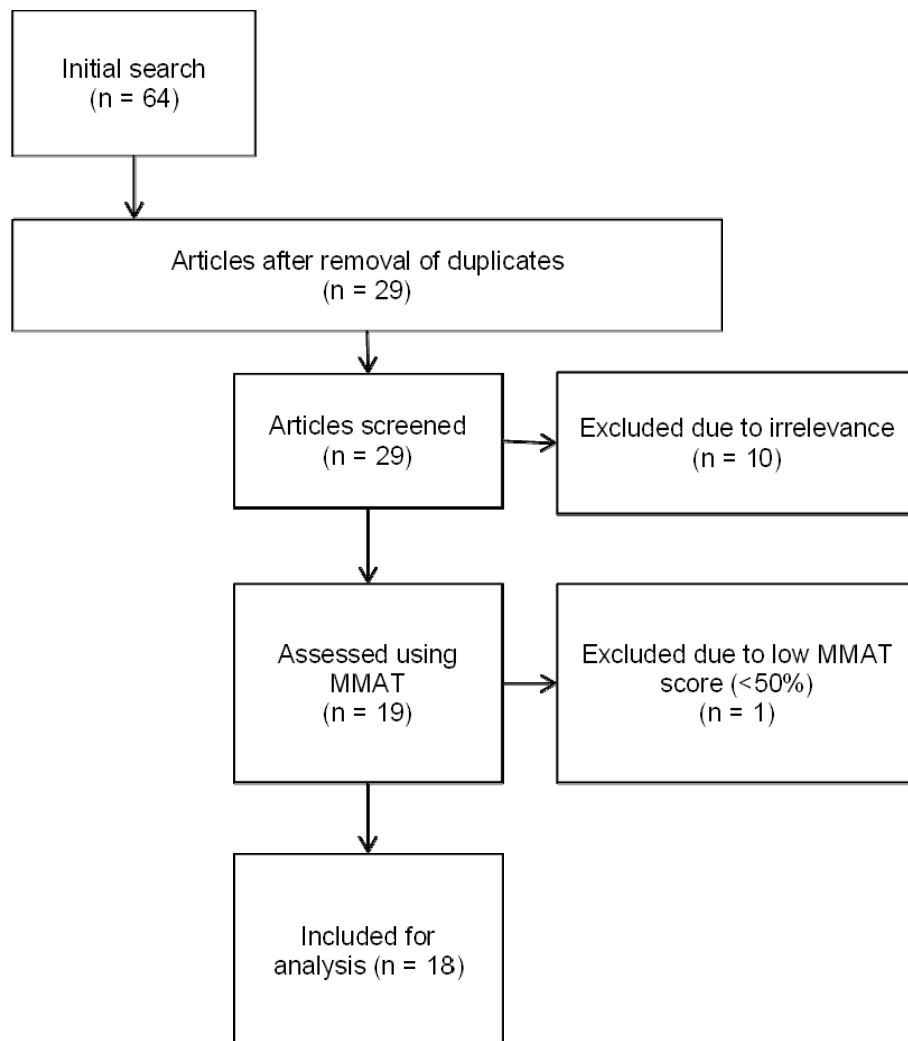 Initial search
(n = 64)
Articles after removal of duplicates
(n = 29)
Articles screened
(n = 29)
Excluded due to irrelevance
(n = 10)
Assessed using
MMAT
(n = 19)
Excluded due to low MMAT
score (<50%)
(n = 1)
Included for
analysis (n = 18)